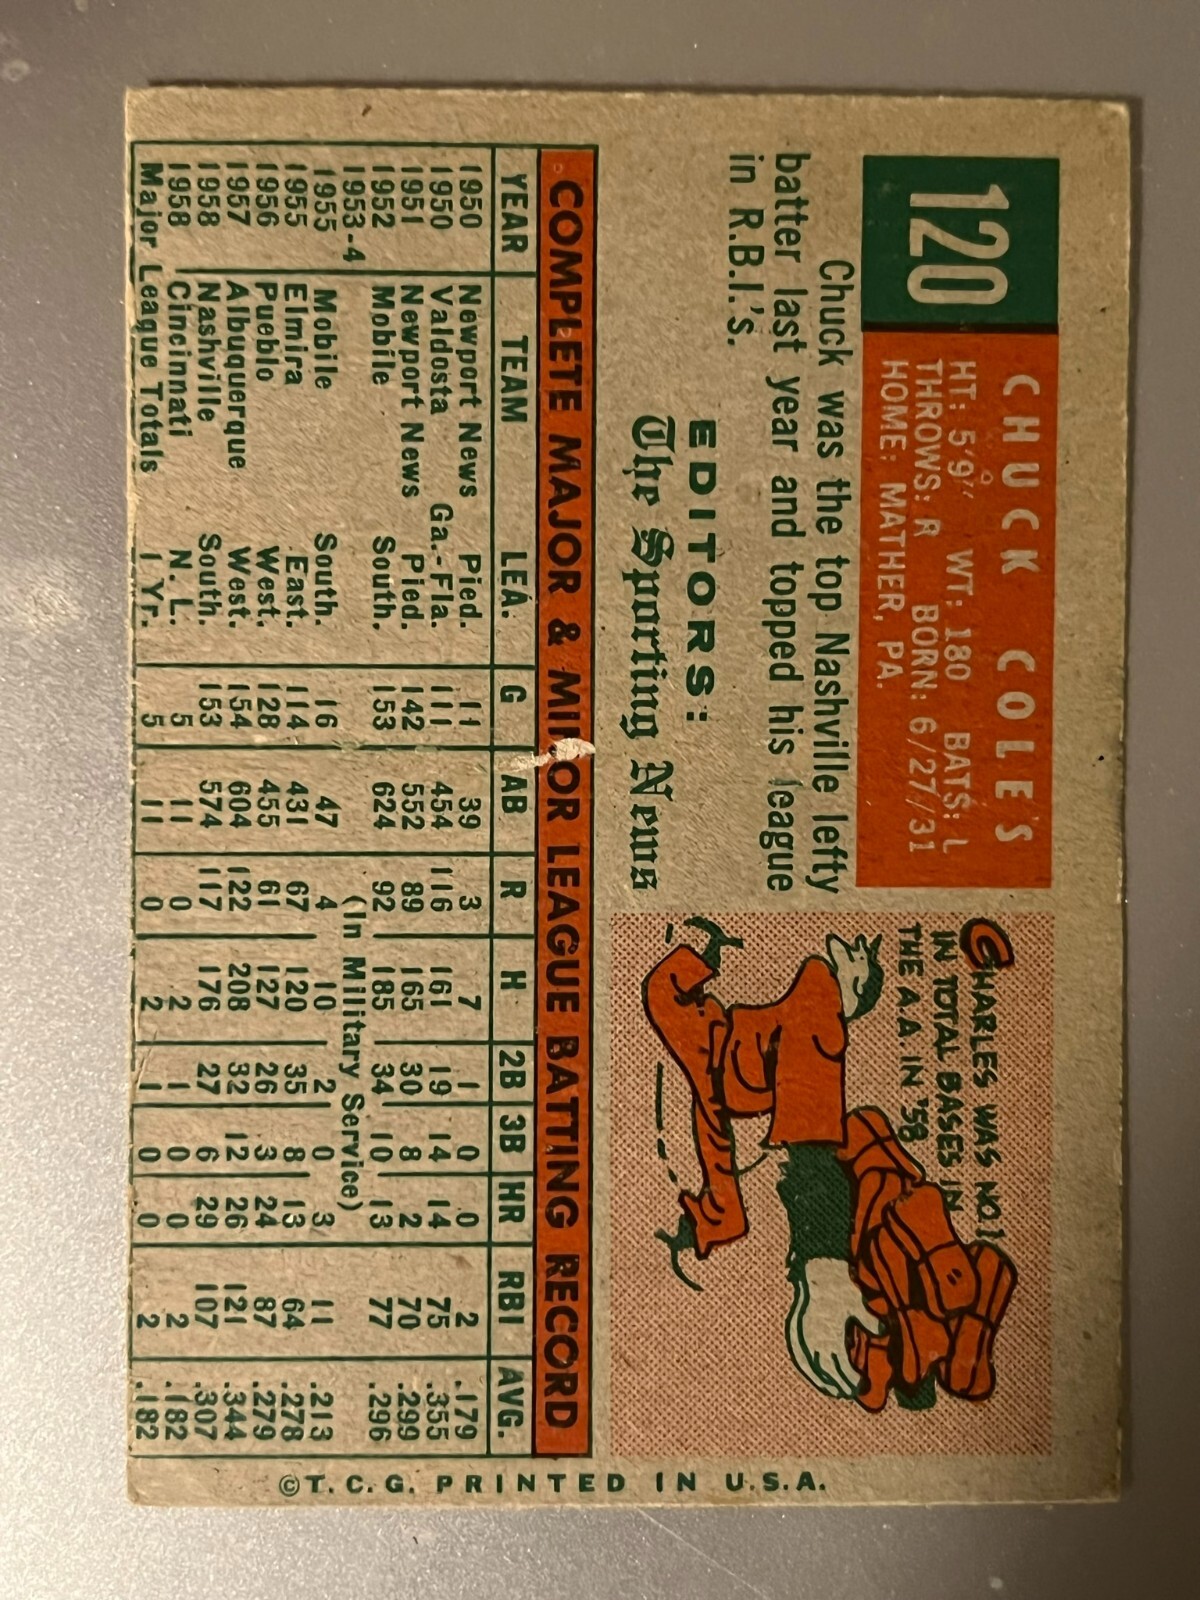 120
CHUCK COLE'S
HT: 5'9" WT: 180 BATS: L
THROWS: R BORN: 6/27/31
HOME: MATHER, PA.
Chuck was the top Nashville lefty
batter last year and topped his league
in R.B.I.'s.
EDITORS:
The Sporting News
CHARLES WAS NO. 1
IN TOTAL BASES IN
THE A.A. IN '58
COMPLETE MAJOR & MINOR LEAGUE BATTING RECORD
YEAR TEAM LEA. G AB R H 2B 3B HR RBI AVG.
1950 Newport News Pied. 11 39 3 7 1 0 0 2 .179
1950 Valdosta Ga.-Fla. 111 454 116 161 19 14 14 75 .355
1951 Newport News Pied. 142 552 89 165 30 8 2 70 .299
1952 Mobile South. 153 624 92 185 34 10 13 77 .296
1953-4 (In Military Service)
1955 Mobile South. 16 47 4 10 2 0 3 11 .213
1955 Elmira East. 114 431 67 120 35 8 13 64 .278
1956 Pueblo West. 128 455 61 127 26 3 24 87 .279
1957 Albuquerque West. 154 604 122 208 32 12 26 121 .344
1958 Nashville South. 153 574 117 176 27 6 29 107 .307
1958 Cincinnati N. L. 5 11 0 2 1 0 0 2 .182
Major League Totals 1 Yr. 5 11 0 2 1 0 0 2 .182
©T. C. G. PRINTED IN U.S.A.